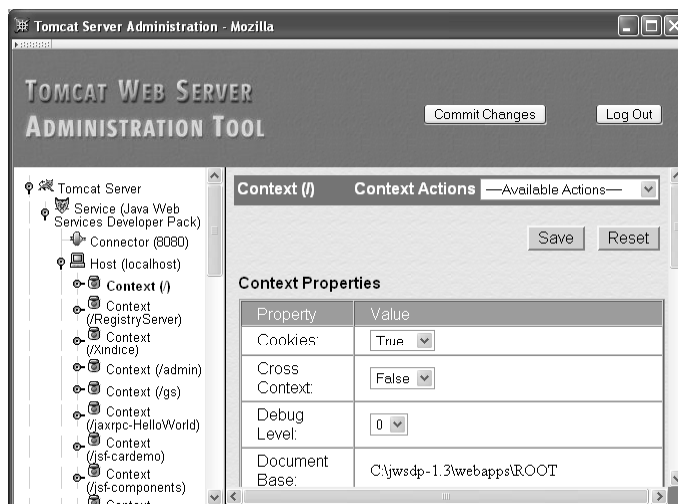 Tomcat Server Administration - Mozilla
TOMCAT WEB SERVER
ADMINISTRATION TOOL
Commit Changes
Log Out
Tomcat Server
Service (Java Web
Services Developer Pack)
Connector (8080)
Host (localhost)
Context (/)
Context
(/RegistryServer)
Context
(/Xindice)
Context (/admin)
Context (/gs)
Context
(/jaxrpc-HelloWorld)
Context
(/jsf-cardemo)
Context
(/jsf-components)
Context
Context (/)
Context Actions
—Available Actions—
Save
Reset
Context Properties
Property Value
Cookies: True
Cross
Context:
False
Debug
Level:
0
Document
Base:
C:\jwsdp-1.3\webapps\ROOT